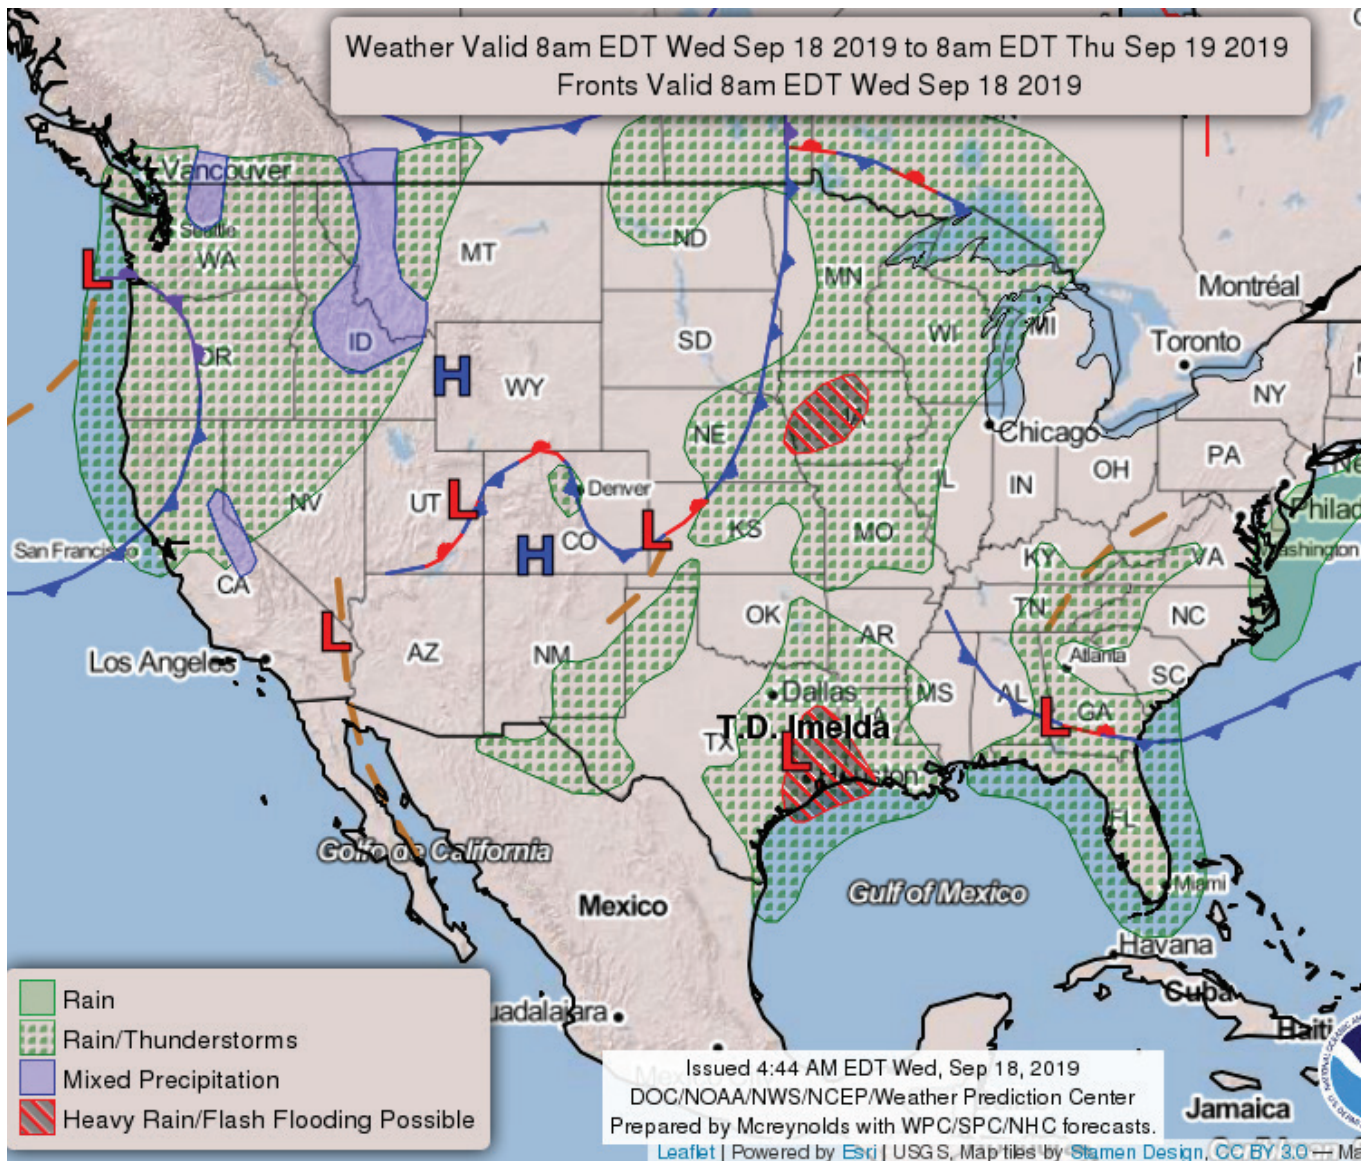 Weather Valid 8am EDT Wed Sep 18 2019 to 8am EDT Thu Sep 19 2019
Fronts Valid 8am EDT Wed Sep 18 2019
Vancouver
Seattle
WA
MT
ND
MN
Montréal
L
OR
ID
H
WY
SD
WI
MI
Toronto
NY
NE
IA
Chicago
PA
OH
IN
IL
UT
L
Denver
NV
CO
H
L
KS
MO
San Francisco
CA
KY
VA
Washington
TN
NC
L
AZ
NM
OK
AR
Los Angeles
Atlanta
SC
Dallas
MS
AL
GA
L
LA
T.D. Imelda
TX
L
Houston
FL
Golfo de California
Gulf of Mexico
Miami
Mexico
Havana
Cuba
Haiti
uadalajara
Rain
Rain/Thunderstorms
Mixed Precipitation
Heavy Rain/Flash Flooding Possible
Issued 4:44 AM EDT Wed, Sep 18, 2019
DOC/NOAA/NWS/NCEP/Weather Prediction Center
Prepared by Mcreynolds with WPC/SPC/NHC forecasts.
Mexico City
Jamaica
Leaflet | Powered by Esri | USGS, Map tiles by Stamen Design, CC BY 3.0 — Ma